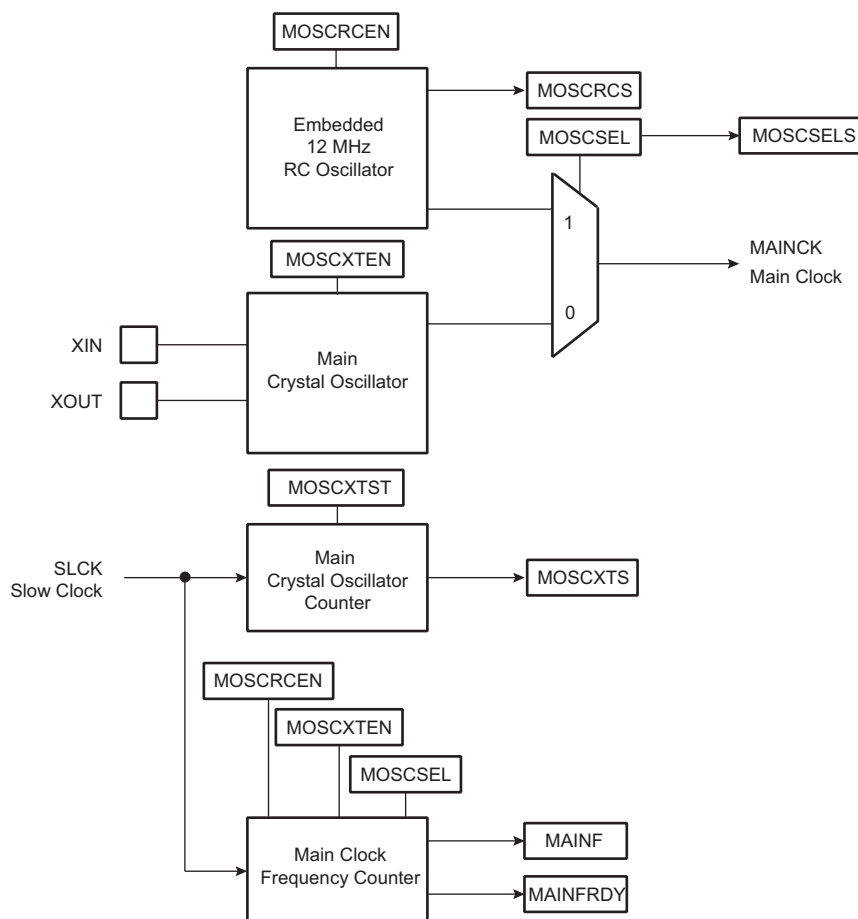 MOSCRCEN
Embedded
12 MHz
RC Oscillator
MOSCRCS
MOSCSEL
MOSCSELS
1
MAINCK
Main Clock
0
MOSCXTEN
XIN
XOUT
Main
Crystal Oscillator
MOSCXTST
SLCK
Slow Clock
Main
Crystal Oscillator
Counter
MOSCXTS
MOSCRCEN
MOSCXTEN
MOSCSEL
Main Clock
Frequency Counter
MAINF
MAINFRDY